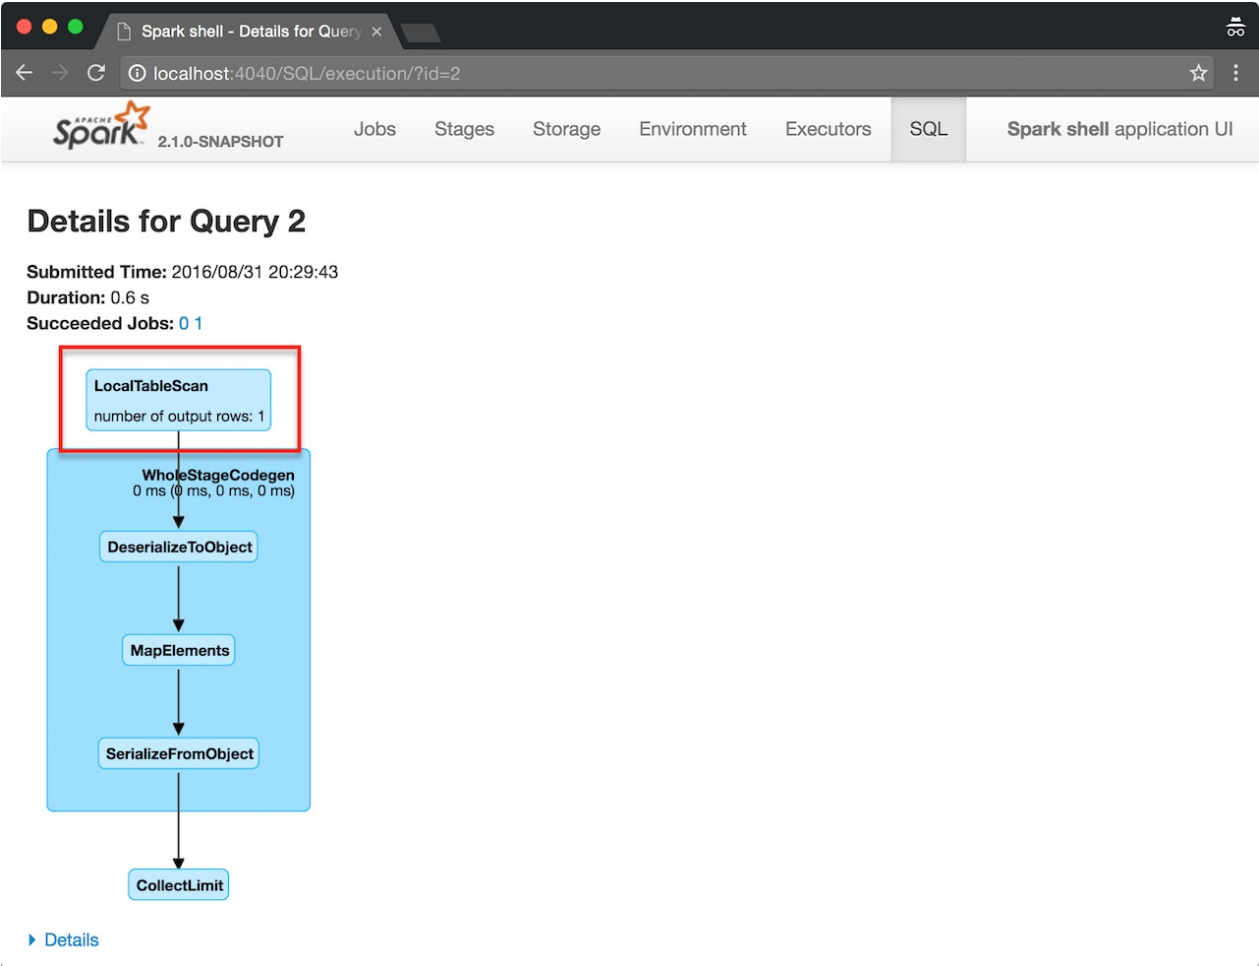 Spark shell - Details for Query
localhost:4040/SQL/execution/?id=2
APACHE
Spark 2.1.0-SNAPSHOT Jobs Stages Storage Environment Executors SQL Spark shell application UI
Details for Query 2
Submitted Time: 2016/08/31 20:29:43
Duration: 0.6 s
Succeeded Jobs: 0 1
LocalTableScan
number of output rows: 1
WholeStageCodegen
0 ms (0 ms, 0 ms, 0 ms)
DeserializeToObject
MapElements
SerializeFromObject
CollectLimit
Details